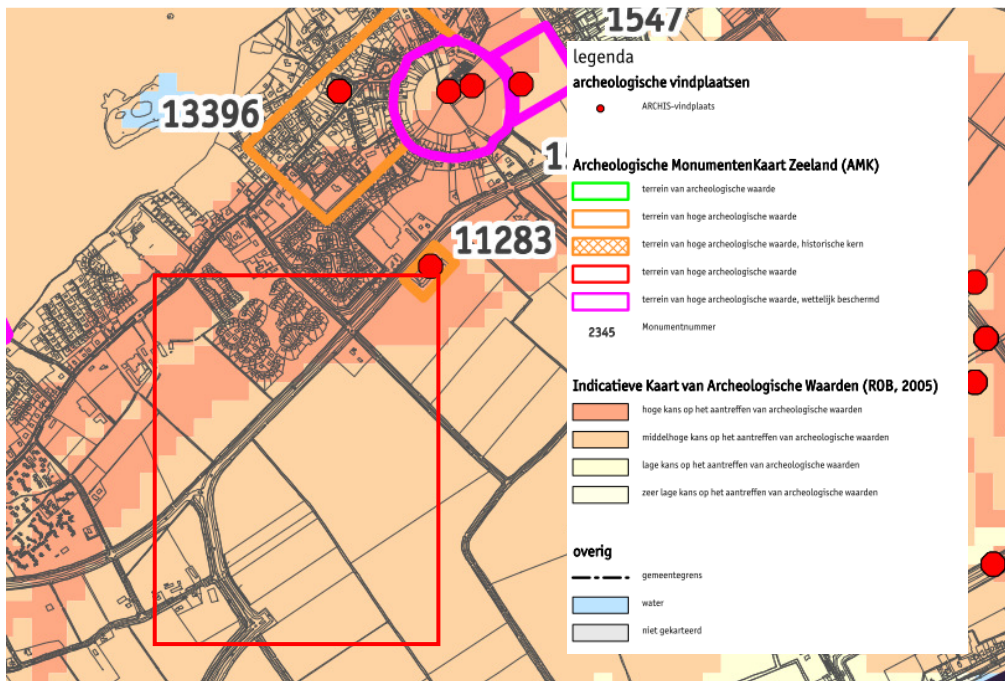 1547
13396
11283
legenda
archeologische vindplaatsen
ARCHIS-vindplaats
Archeologische MonumentenKaart Zeeland (AMK)
terrein van archeologische waarde
terrein van hoge archeologische waarde
terrein van hoge archeologische waarde, historische kern
terrein van hoge archeologische waarde
terrein van hoge archeologische waarde, wettelijk beschermd
2345 Monumentnummer
Indicatieve Kaart van Archeologische Waarden (ROB, 2005)
hoge kans op het aantreffen van archeologische waarden
middelhoge kans op het aantreffen van archeologische waarden
lage kans op het aantreffen van archeologische waarden
zeer lage kans op het aantreffen van archeologische waarden
overig
gemeentegrens
water
niet gekarteerd